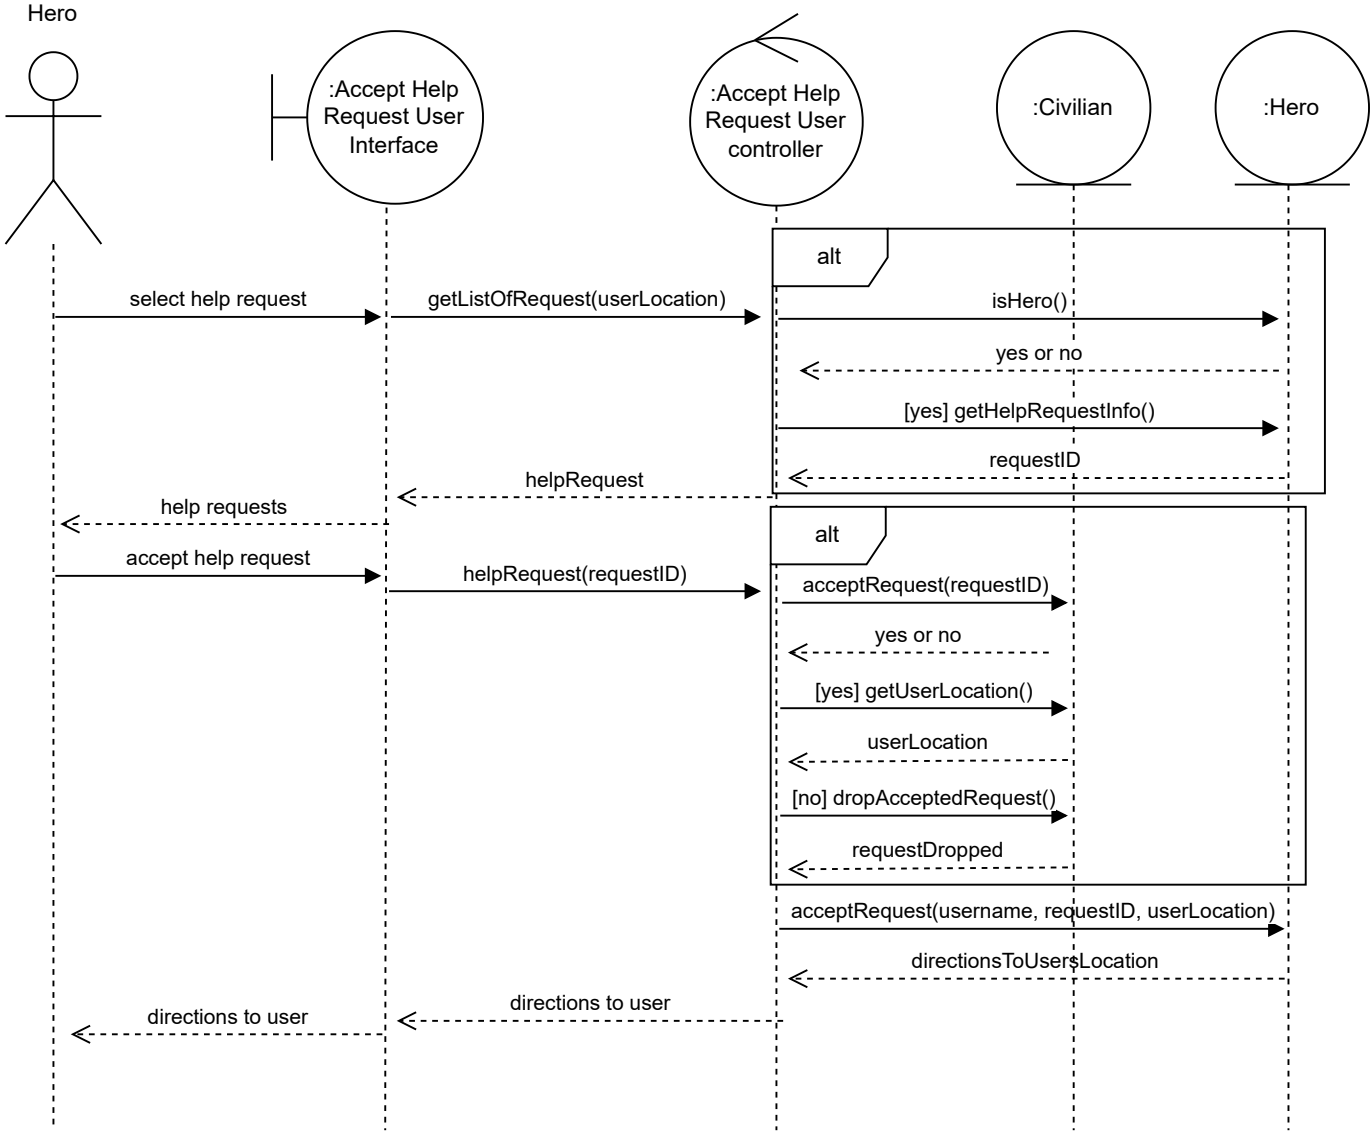 Hero
:Accept Help
Request User
Interface
:Accept Help
Request User
controller
:Civilian
:Hero
alt
select help request
getListOfRequest(userLocation)
isHero()
yes or no
[yes] getHelpRequestInfo()
requestID
helpRequest
help requests
alt
accept help request
helpRequest(requestID)
acceptRequest(requestID)
yes or no
[yes] getUserLocation()
userLocation
[no] dropAcceptedRequest()
requestDropped
acceptRequest(username, requestID, userLocation)
directionsToUsersLocation
directions to user
directions to user